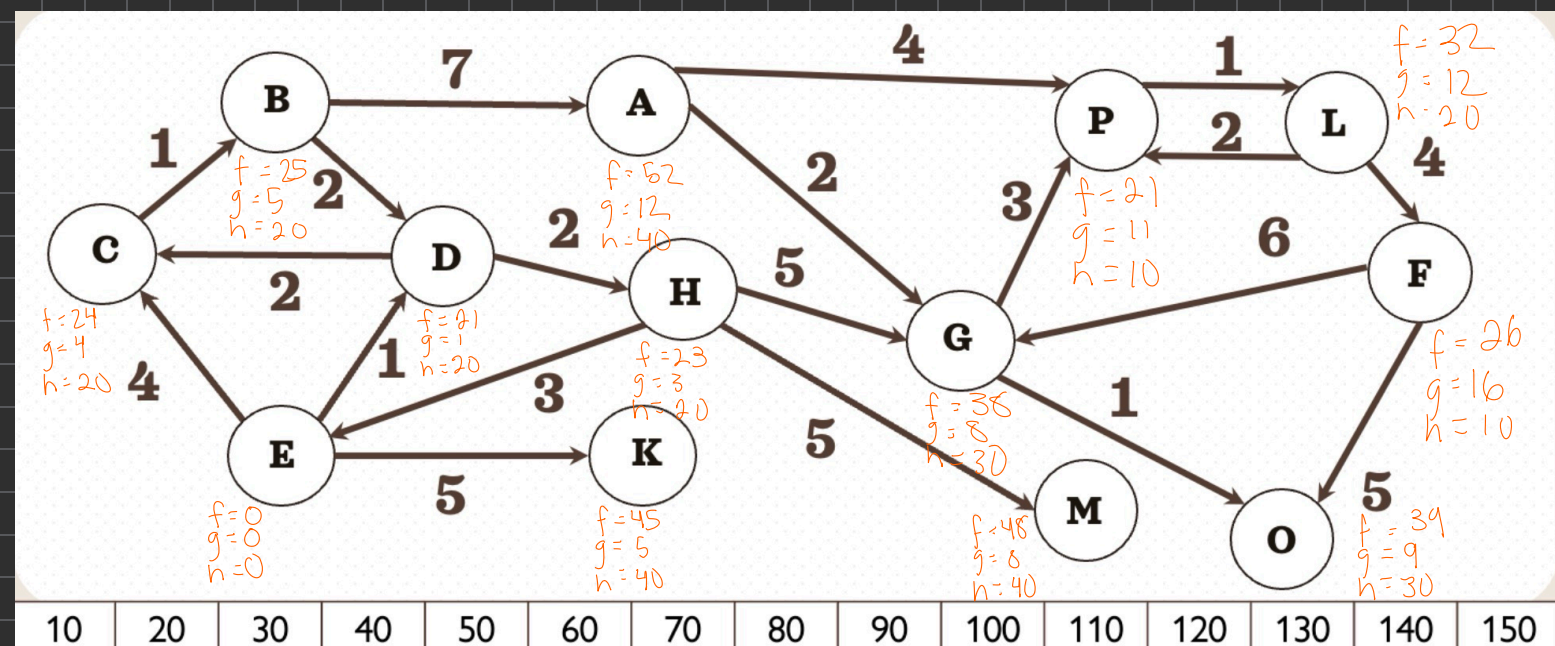 4
f=32
1
7
g=12
B
A
h=20
P
L
1
2
4
f=25
2
f=52
2
g=5
g=12
3
f=21
h=20
2
h=40
g=11
6
C
D
H
5
h=10
F
2
G
f=24
f=21
f=26
g=4
1
g=1
f=23
g=16
h=20
4
h=20
3
g=3
h=10
h=20
f=38
1
E
K
5
g=8
h=30
5
5
M
f=0
f=45
f=48
O
f=39
g=0
g=5
g=8
g=9
h=0
h=40
h=40
h=30
10 20 30 40 50 60 70 80 90 100 110 120 130 140 150